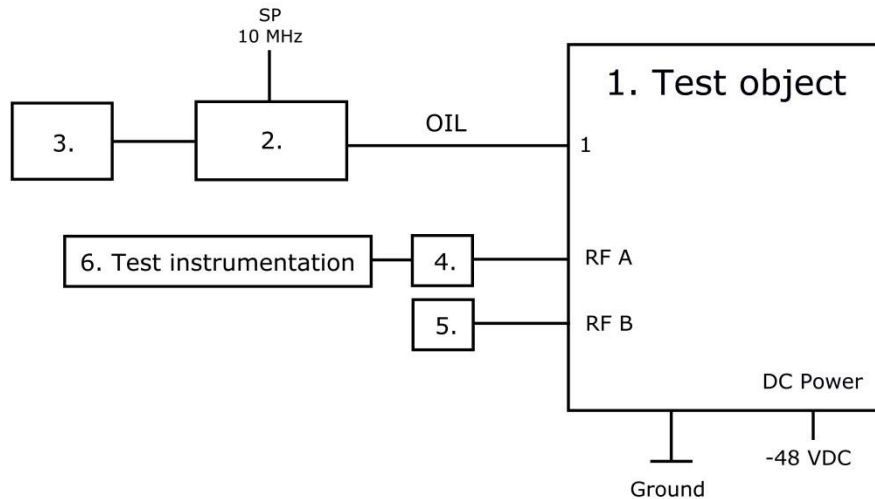 SP
10 MHz
1. Test object
3.
2.
OIL
1
6. Test instrumentation
4.
RF A
5.
RF B
DC Power
-48 VDC
Ground